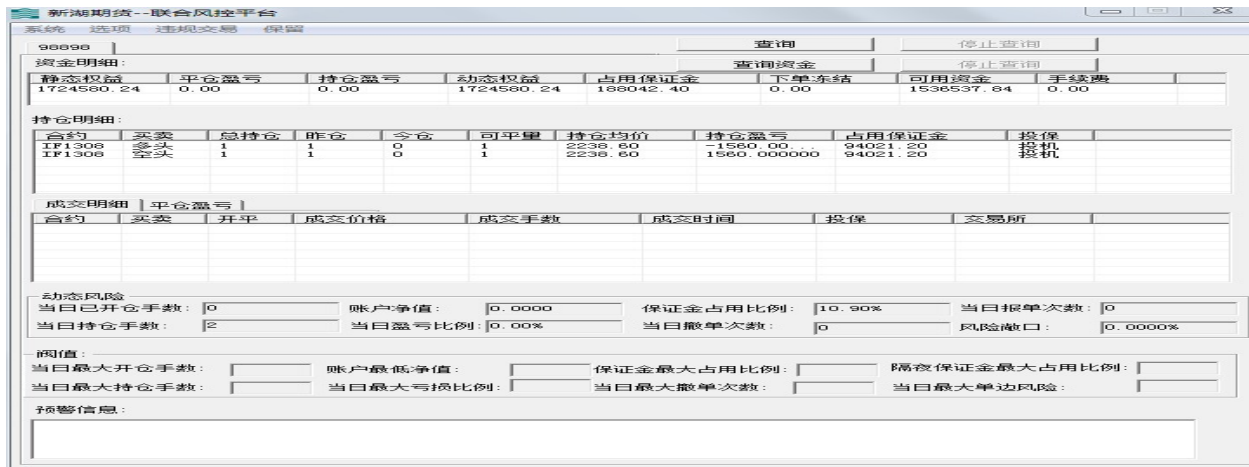 新湖期货--联合风控平台
系统 选项 违规交易 保留
98898 查询 停止查询
资金明细: 查询资金 停止查询
静态权益 平仓盈亏 持仓盈亏 动态权益 占用保证金 下单冻结 可用资金 手续费
1724580.24 0.00 0.00 1724580.24 188042.40 0.00 1536537.84 0.00
持仓明细:
合约 买卖 总持仓 昨仓 今仓 可平量 持仓均价 持仓盈亏 占用保证金 投保
IF1308 多头 1 1 0 1 2238.60 -1560.00... 94021.20 投机
IF1308 空头 1 1 0 1 2238.60 1560.000000 94021.20 投机
成交明细 平仓盈亏
合约 买卖 开平 成交价格 成交手数 成交时间 投保 交易所
动态风险
当日已开仓手数: 0 账户净值: 0.0000 保证金占用比例: 10.90% 当日报单次数: 0
当日持仓手数: 2 当日盈亏比例: 0.00% 当日撤单次数: 0 风险敞口: 0.0000%
阀值:
当日最大开仓手数: 账户最低净值: 保证金最大占用比例: 隔夜保证金最大占用比例:
当日最大持仓手数: 当日最大亏损比例: 当日最大撤单次数: 当日最大单边风险:
预警信息: